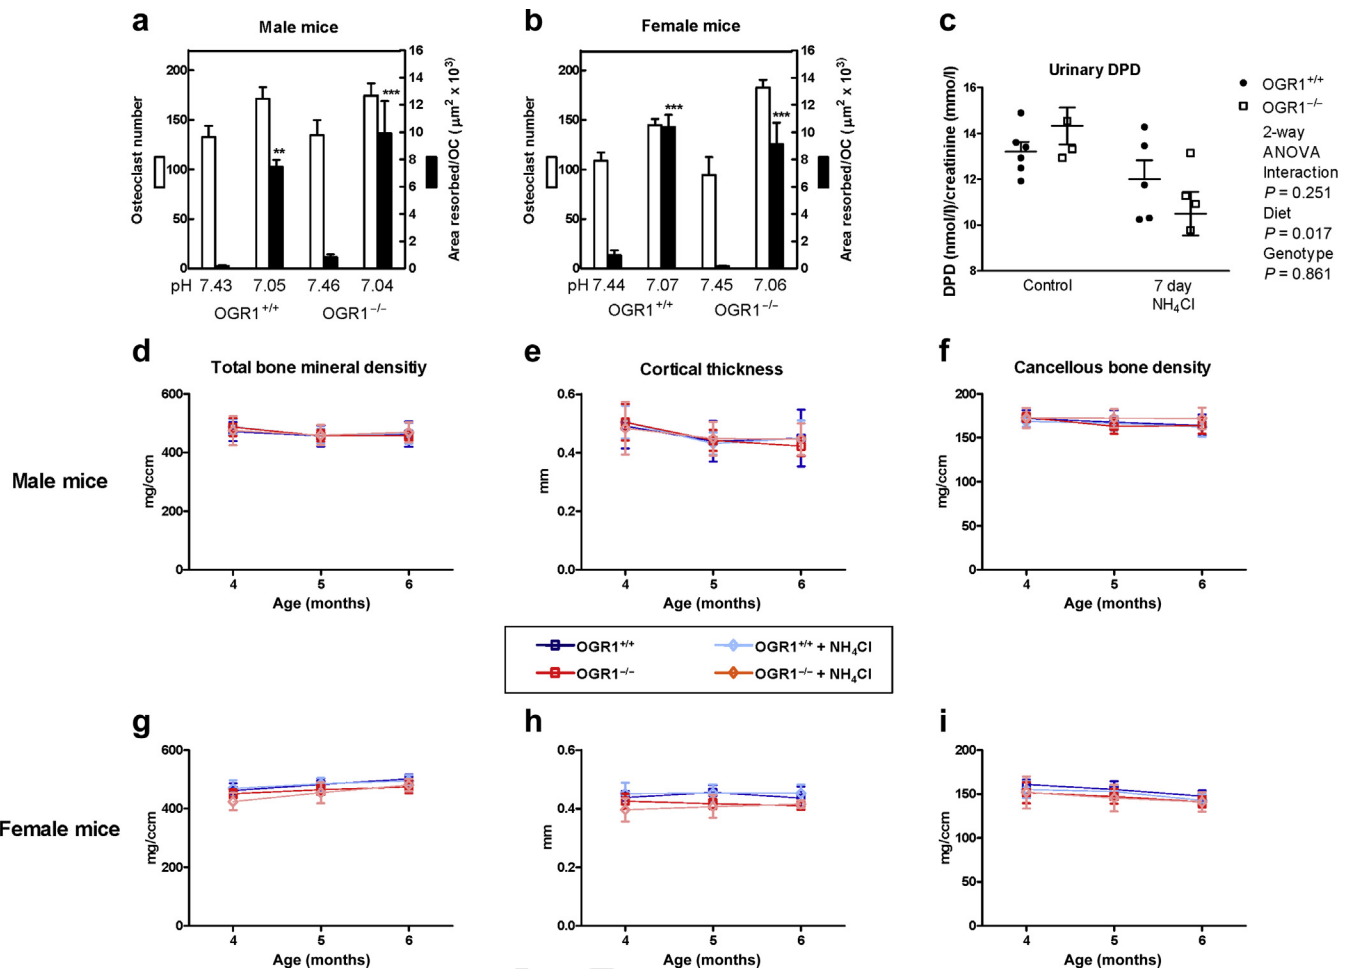 a
Male mice
Osteoclast number
200
150
100
50
0
16
14
12
10
8
6
4
2
0
Area resorbed/OC (μm² x 10³)
**
***
pH 7.43 7.05 7.46 7.04
OGR1⁺/⁺ OGR1⁻/⁻
b
Female mice
Osteoclast number
200
150
100
50
0
16
14
12
10
8
6
4
2
0
Area resorbed/OC (μm² x 10³)
***
***
pH 7.44 7.07 7.45 7.06
OGR1⁺/⁺ OGR1⁻/⁻
c
Urinary DPD
DPD (nmol/l)/creatinine (mmo/l)
16
14
12
10
8
Control
7 day
NH₄Cl
OGR1⁺/⁺
OGR1⁻/⁻
2-way
ANOVA
Interaction
P = 0.251
Diet
P = 0.017
Genotype
P = 0.861
Male mice
d
Total bone mineral densitiy
mg/ccm
600
400
200
0
4 5 6
Age (months)
e
Cortical thickness
mm
0.6
0.4
0.2
0.0
4 5 6
Age (months)
f
Cancellous bone density
mg/ccm
200
150
100
50
0
4 5 6
Age (months)
OGR1⁺/⁺
OGR1⁺/⁺ + NH₄Cl
OGR1⁻/⁻
OGR1⁻/⁻ + NH₄Cl
Female mice
g
mg/ccm
600
400
200
0
4 5 6
Age (months)
h
mm
0.6
0.4
0.2
0.0
4 5 6
Age (months)
i
mg/ccm
200
150
100
50
0
4 5 6
Age (months)